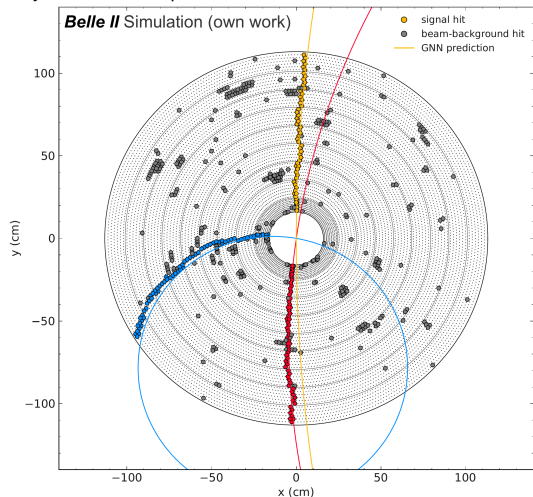 Belle II Simulation (own work)
signal hit
beam-background hit
GNN prediction
100
50
0
−50
−100
y (cm)
−100
−50
0
50
100
x (cm)